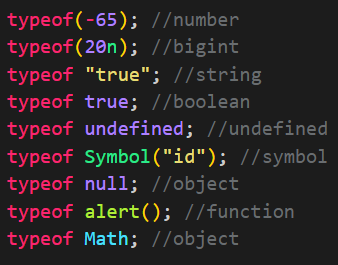 typeof(-65); //number
typeof(20n); //bigint
typeof "true"; //string
typeof true; //boolean
typeof undefined; //undefined
typeof Symbol("id"); //symbol
typeof null; //object
typeof alert(); //function
typeof Math; //object